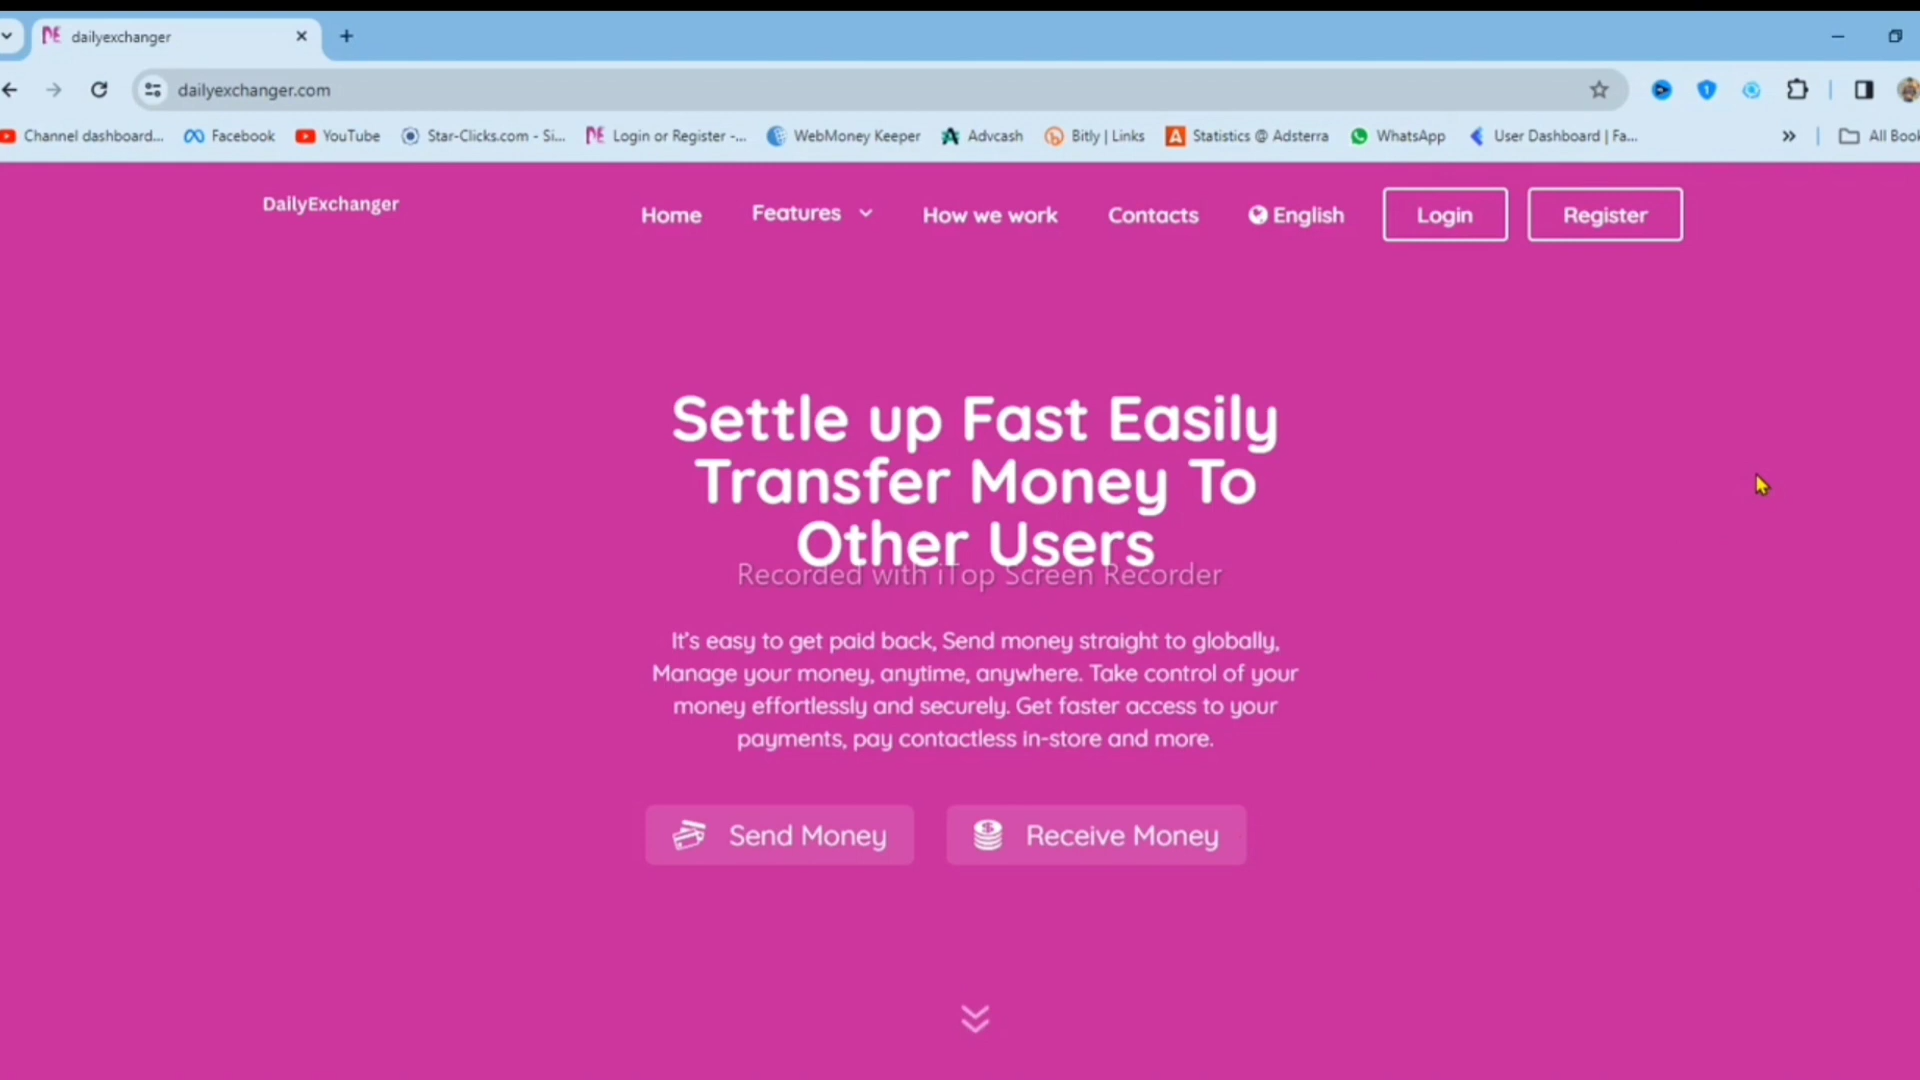 dailyexchanger
dailyexchanger.com
Channel dashboard... Facebook YouTube Star-Clicks.com - Si... Login or Register -... WebMoney Keeper Advcash Bitly | Links Statistics @ Adsterra WhatsApp User Dashboard | Fa... All Book
DailyExchanger
Home Features How we work Contacts English Login Register
Settle up Fast Easily
Transfer Money To
Other Users
Recorded with iTop Screen Recorder
It's easy to get paid back, Send money straight to globally,
Manage your money, anytime, anywhere. Take control of your
money effortlessly and securely. Get faster access to your
payments, pay contactless in-store and more.
Send Money Receive Money